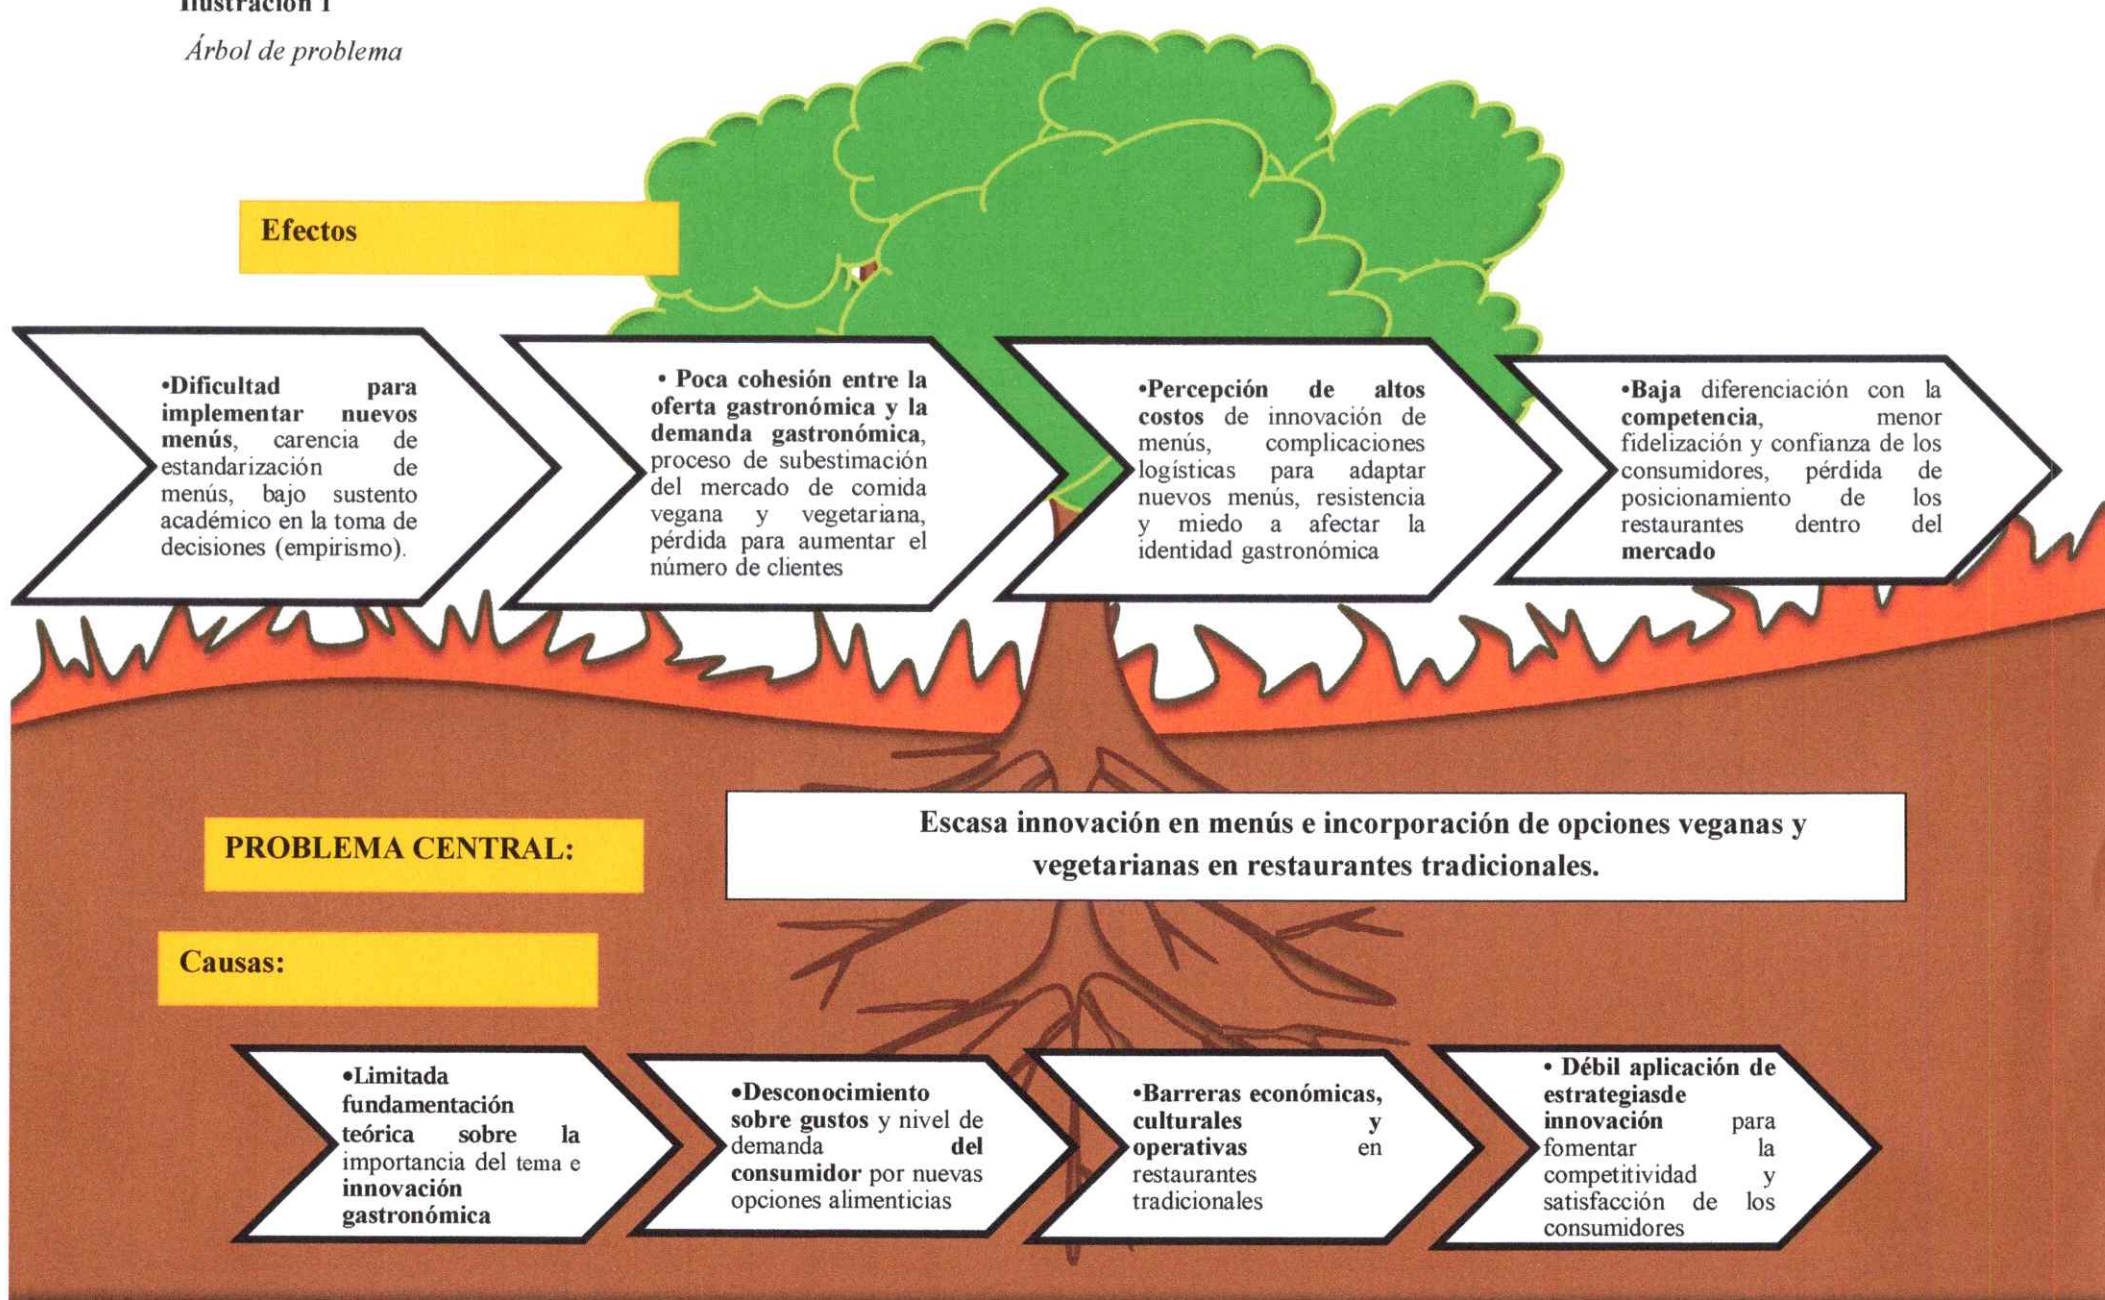 Ilustración 1
Árbol de problema
Efectos
•Dificultad para
implementar nuevos
menús, carencia de
estandarización de
menús, bajo sustento
académico en la toma de
decisiones (empirismo).
• Poca cohesión entre la
oferta gastronómica y la
demanda gastronómica,
proceso de subestimación
del mercado de comida
vegana y vegetariana,
pérdida para aumentar el
número de clientes
•Percepción de altos
costos de innovación de
menús, complicaciones
logísticas para adaptar
nuevos menús, resistencia
y miedo a afectar la
identidad gastronómica
•Baja diferenciación con la
competencia, menor
fidelización y confianza de los
consumidores, pérdida de
posicionamiento de los
restaurantes dentro del
mercado
PROBLEMA CENTRAL:
Escasa innovación en menús e incorporación de opciones veganas y
vegetarianas en restaurantes tradicionales.
Causas:
•Limitada
fundamentación
teórica sobre la
importancia del tema e
innovación
gastronómica
•Desconocimiento
sobre gustos y nivel de
demanda del
consumidor por nuevas
opciones alimenticias
•Barreras económicas,
culturales y
operativas en
restaurantes
tradicionales
• Débil aplicación de
estrategiasde
innovación para
fomentar la
competitividad y
satisfacción de los
consumidores